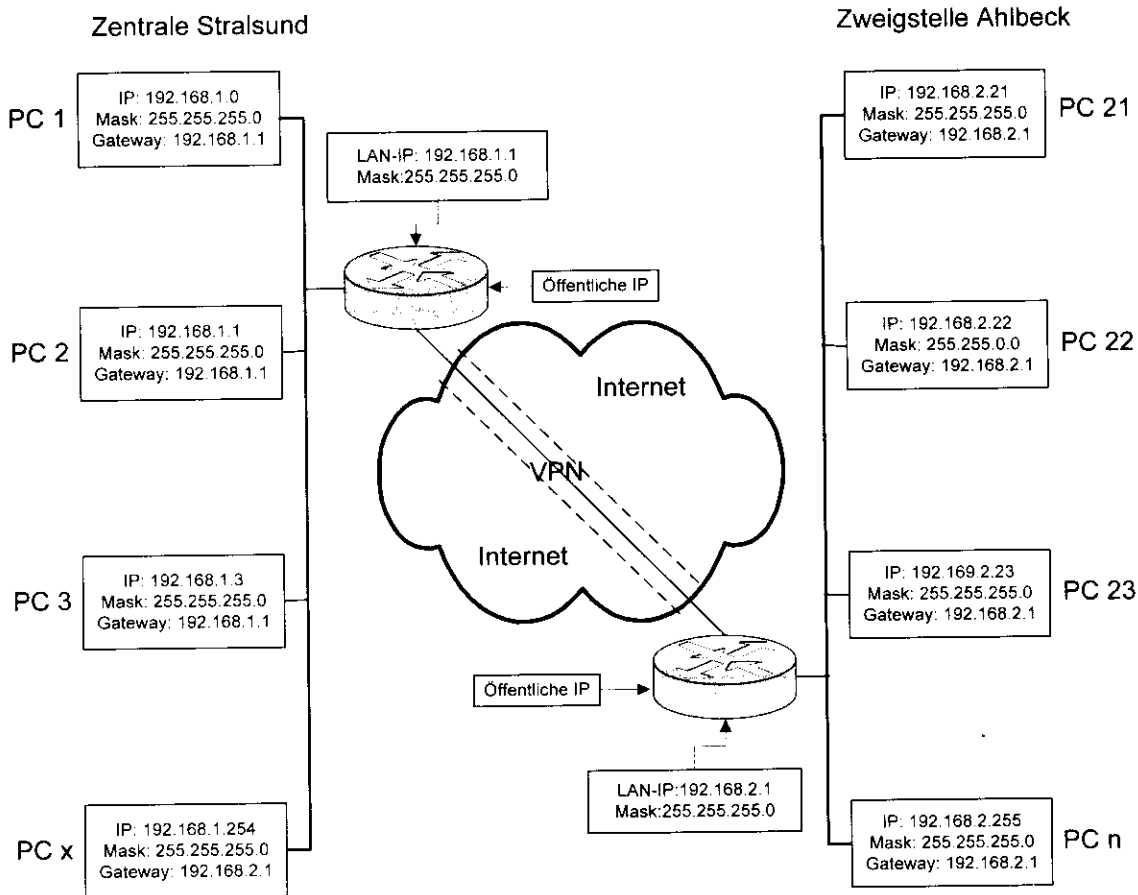 Zentrale Stralsund
Zweigstelle Ahlbeck
PC 1
IP: 192.168.1.0
Mask: 255.255.255.0
Gateway: 192.168.1.1
LAN-IP: 192.168.1.1
Mask:255.255.255.0
IP: 192.168.2.21
Mask: 255.255.255.0
Gateway: 192.168.2.1
PC 21
Öffentliche IP
PC 2
IP: 192.168.1.1
Mask: 255.255.255.0
Gateway: 192.168.1.1
IP: 192.168.2.22
Mask: 255.255.0.0
Gateway: 192.168.2.1
PC 22
Internet
VPN
Internet
PC 3
IP: 192.168.1.3
Mask: 255.255.255.0
Gateway: 192.168.1.1
IP: 192.169.2.23
Mask: 255.255.255.0
Gateway: 192.168.2.1
PC 23
Öffentliche IP
LAN-IP:192.168.2.1
Mask:255.255.255.0
PC x
IP: 192.168.1.254
Mask: 255.255.255.0
Gateway: 192.168.2.1
IP: 192.168.2.255
Mask: 255.255.255.0
Gateway: 192.168.2.1
PC n